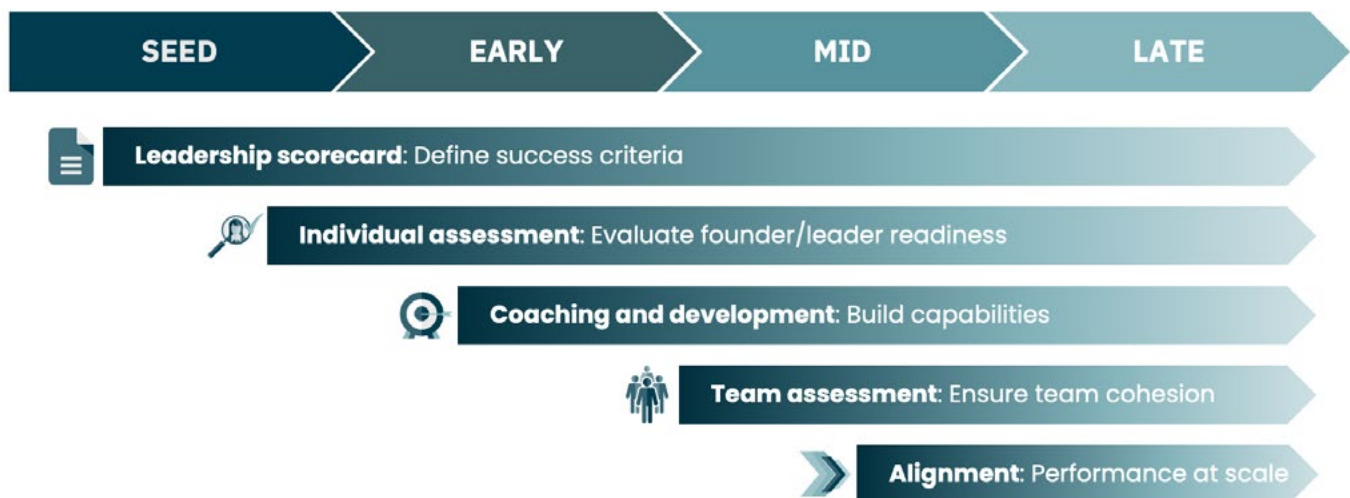 SEED
EARLY
MID
LATE
Leadership scorecard: Define success criteria
Individual assessment: Evaluate founder/leader readiness
Coaching and development: Build capabilities
Team assessment: Ensure team cohesion
Alignment: Performance at scale